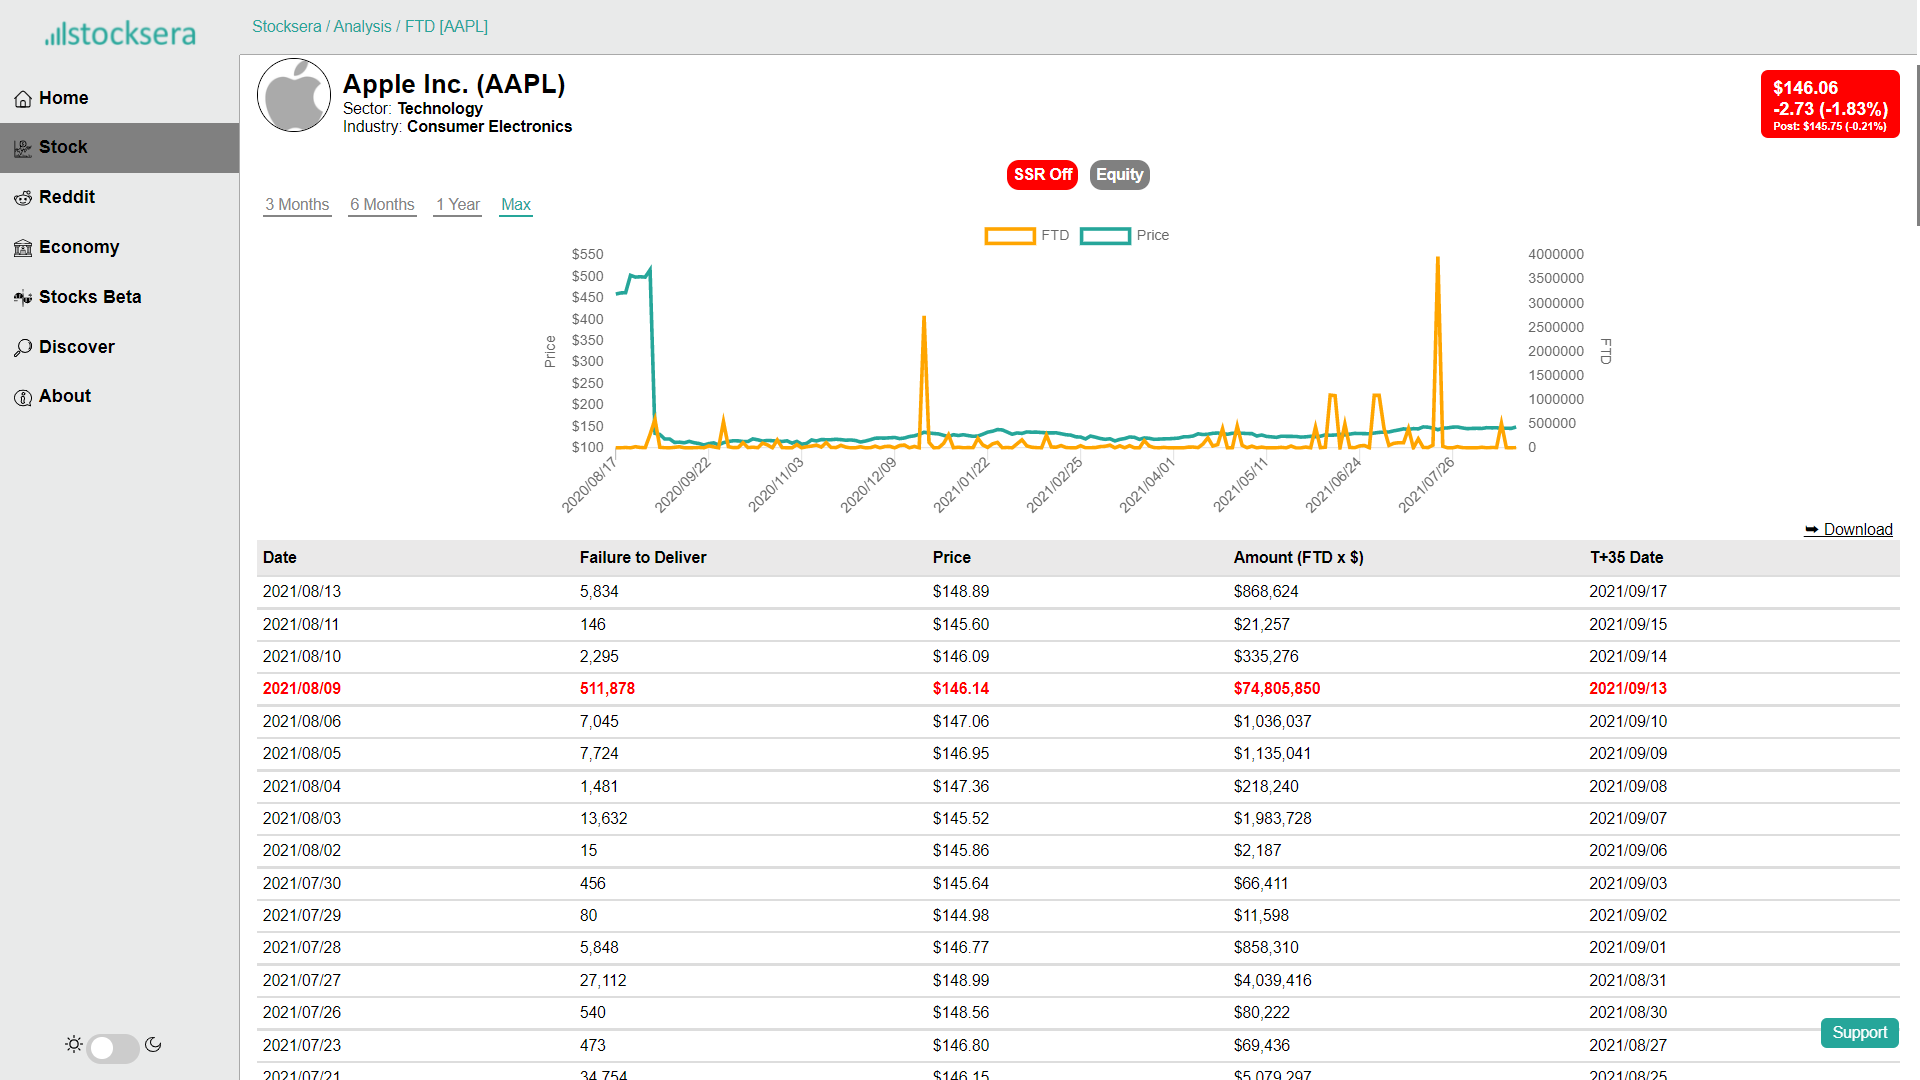 stocksera
Stocksera / Analysis / FTD [AAPL]
Home
Stock
Reddit
Economy
Stocks Beta
Discover
About
Apple Inc. (AAPL)
Sector: Technology
Industry: Consumer Electronics
$146.06
-2.73 (-1.83%)
Post: $145.75 (-0.21%)
SSR Off Equity
3 Months 6 Months 1 Year Max
FTD Price
$550
$500
$450
$400
$350
$300
$250
$200
$150
$100
Price
4000000
3500000
3000000
2500000
2000000
1500000
1000000
500000
0
FTD
2020/08/17 2020/09/22 2020/11/03 2020/12/09 2021/01/22 2021/02/25 2021/04/01 2021/05/11 2021/06/24 2021/07/26
➥ Download
Date Failure to Deliver Price Amount (FTD x $) T+35 Date
2021/08/13 5,834 $148.89 $868,624 2021/09/17
2021/08/11 146 $145.60 $21,257 2021/09/15
2021/08/10 2,295 $146.09 $335,276 2021/09/14
2021/08/09 511,878 $146.14 $74,805,850 2021/09/13
2021/08/06 7,045 $147.06 $1,036,037 2021/09/10
2021/08/05 7,724 $146.95 $1,135,041 2021/09/09
2021/08/04 1,481 $147.36 $218,240 2021/09/08
2021/08/03 13,632 $145.52 $1,983,728 2021/09/07
2021/08/02 15 $145.86 $2,187 2021/09/06
2021/07/30 456 $145.64 $66,411 2021/09/03
2021/07/29 80 $144.98 $11,598 2021/09/02
2021/07/28 5,848 $146.77 $858,310 2021/09/01
2021/07/27 27,112 $148.99 $4,039,416 2021/08/31
2021/07/26 540 $148.56 $80,222 2021/08/30
2021/07/23 473 $146.80 $69,436 2021/08/27
2021/07/21 34,754 $146.15 $5,079,297 2021/08/25
Support